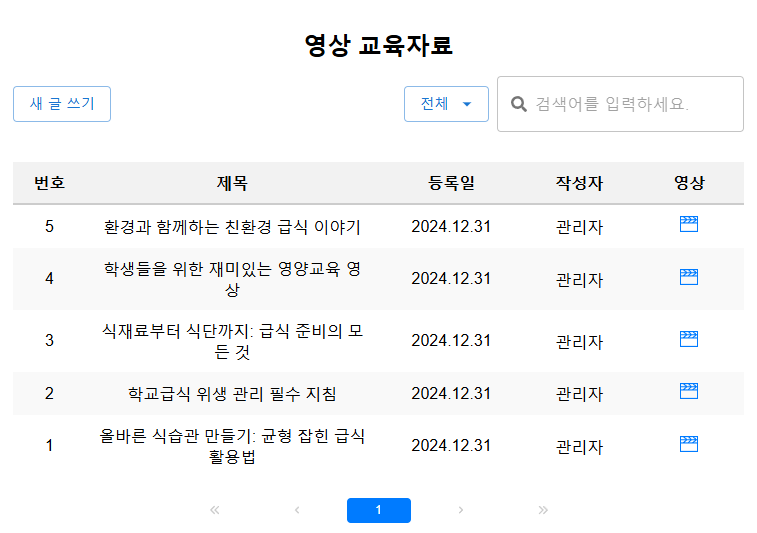 영상 교육자료
새 글 쓰기
전체
검색어를 입력하세요.
번호 제목 등록일 작성자 영상
5 환경과 함께하는 친환경 급식 이야기 2024.12.31 관리자
4 학생들을 위한 재미있는 영양교육 영
상 2024.12.31 관리자
3 식재료부터 식단까지: 급식 준비의 모
든 것 2024.12.31 관리자
2 학교급식 위생 관리 필수 지침 2024.12.31 관리자
1 올바른 식습관 만들기: 균형 잡힌 급식
활용법 2024.12.31 관리자
« ‹ 1 › »